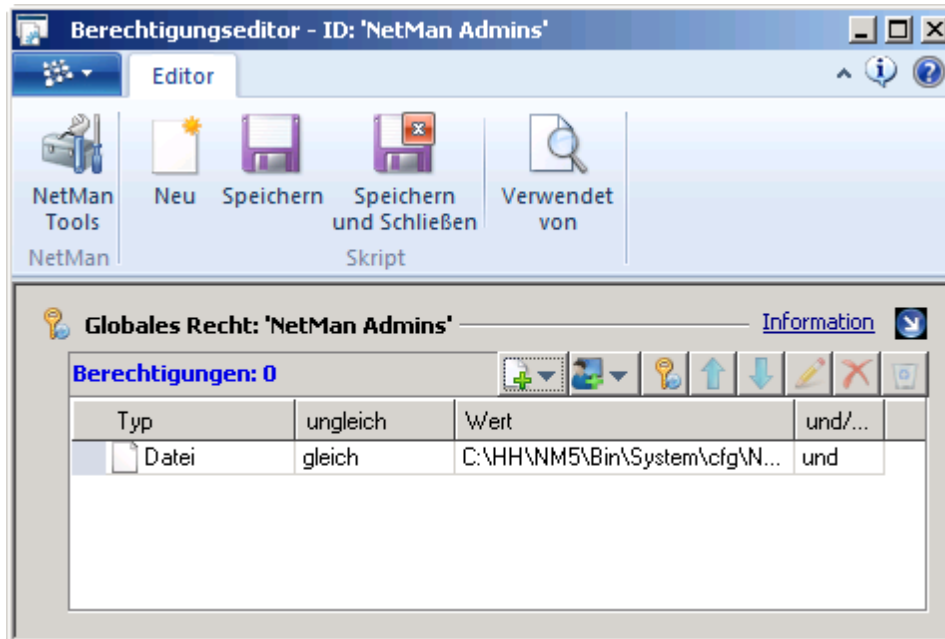 Berechtigungseditor - ID: 'NetMan Admins'
Editor
NetMan Tools
Neu
Speichern
Speichern und Schließen
Verwendet von
NetMan
Skript
Globales Recht: 'NetMan Admins'
Information
Berechtigungen: 0
Typ ungleich Wert und/...
Datei gleich C:\HH\NM5\Bin\System\cfg\N... und